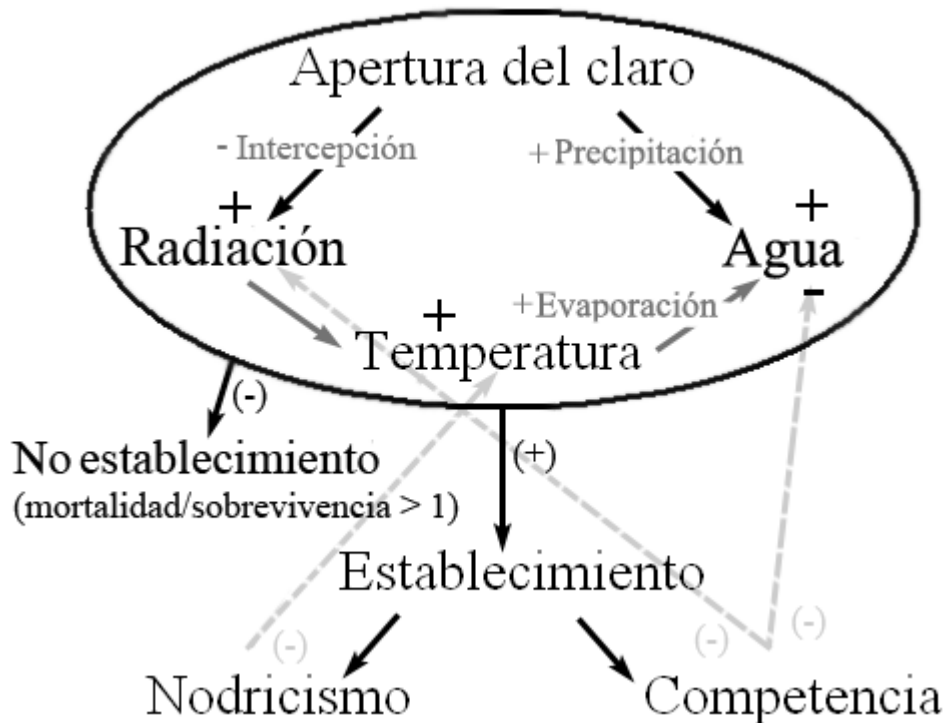 Apertura del claro
- Intercepción
+ Precipitación
+
+
Radiación
Agua
-
+
+Evaporación
Temperatura
(-)
No establecimiento
(+)
(mortalidad/sobrevivencia > 1)
Establecimiento
(-)
(-)
(-)
Nodricismo
Competencia